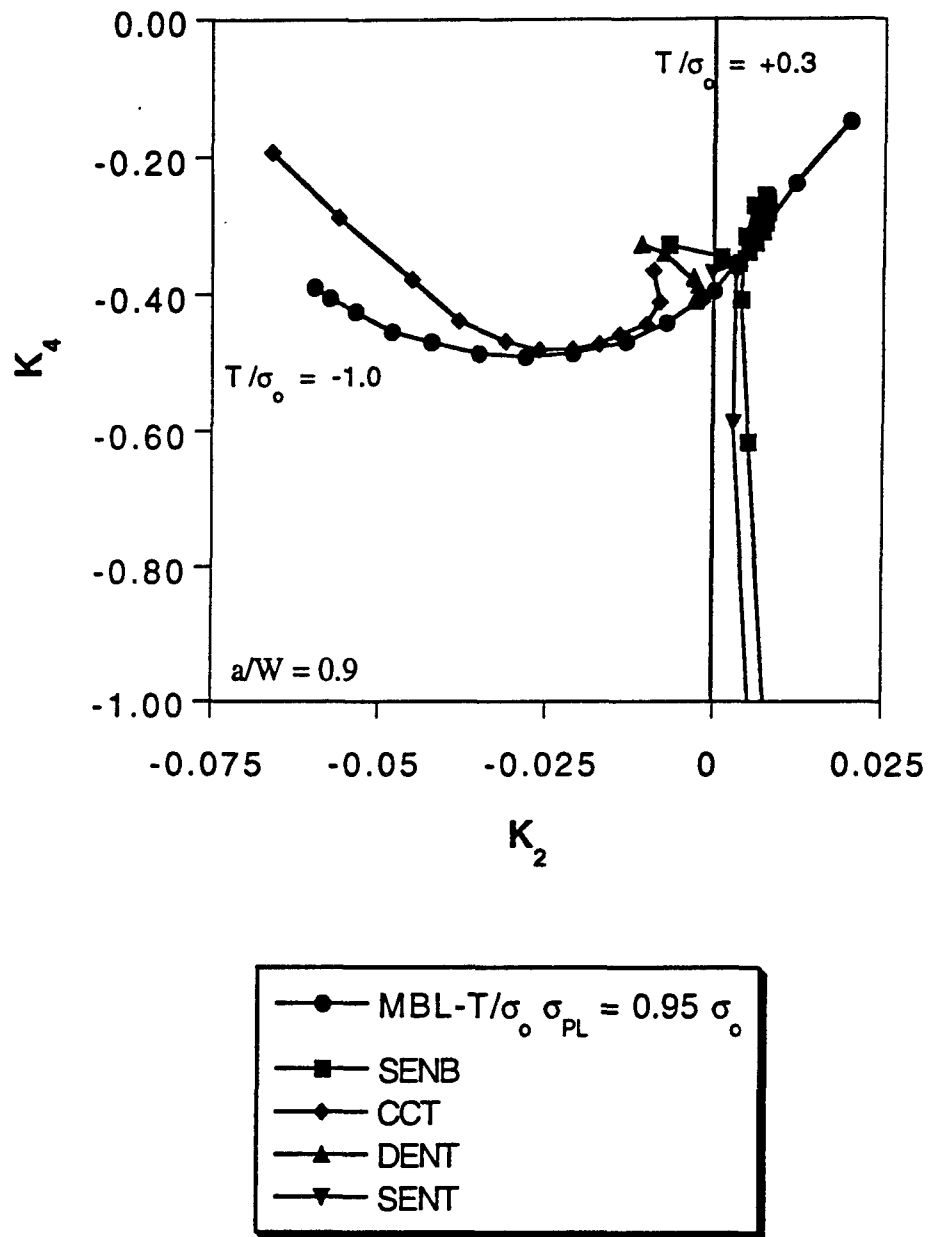 0.00
T/σo = +0.3
-0.20
-0.40
K4
T/σo = -1.0
-0.60
-0.80
a/W = 0.9
-1.00
-0.075 -0.05 -0.025 0 0.025
K2
MBL-T/σo σPL = 0.95 σo
SENB
CCT
DENT
SENT